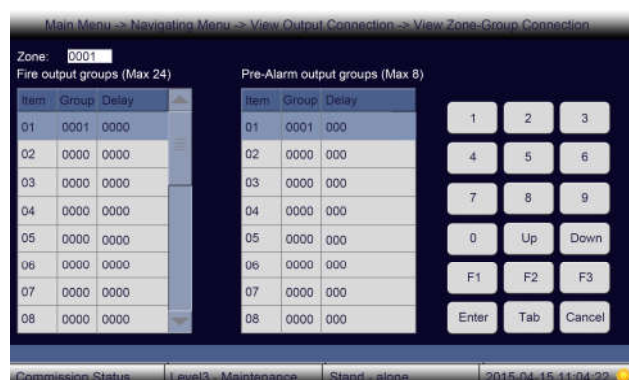 Main Menu -> Navigating Menu -> View Output Connection -> View Zone-Group Connection
Zone: 0001
Fire output groups (Max 24)
Pre-Alarm output groups (Max 8)
Item Group Delay
01 0001 0000
02 0000 0000
03 0000 0000
04 0000 0000
05 0000 0000
06 0000 0000
07 0000 0000
08 0000 0000
Item Group Delay
01 0001 000
02 0000 000
03 0000 000
04 0000 000
05 0000 000
06 0000 000
07 0000 000
08 0000 000
1 2 3
4 5 6
7 8 9
0 Up Down
F1 F2 F3
Enter Tab Cancel
Commission Status Level3 - Maintenance Stand - alone 2015-04-15 11:04:22